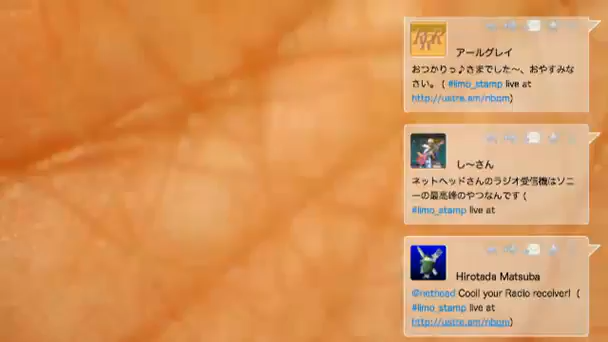 アールグレイ
おつかりっ♪さまでした〜、おやすみな
さい。 ( #limo_stamp live at
http://ustre.am/nbqm)
し〜さん
ネットヘッドさんのラジオ受信機はソニ
ーの最高峰のやつなんです (
#limo_stamp live at
Hirotada Matsuba
@nethead Cooll your Radio receiver! (
#limo_stamp live at
http://ustre.am/nbqm)